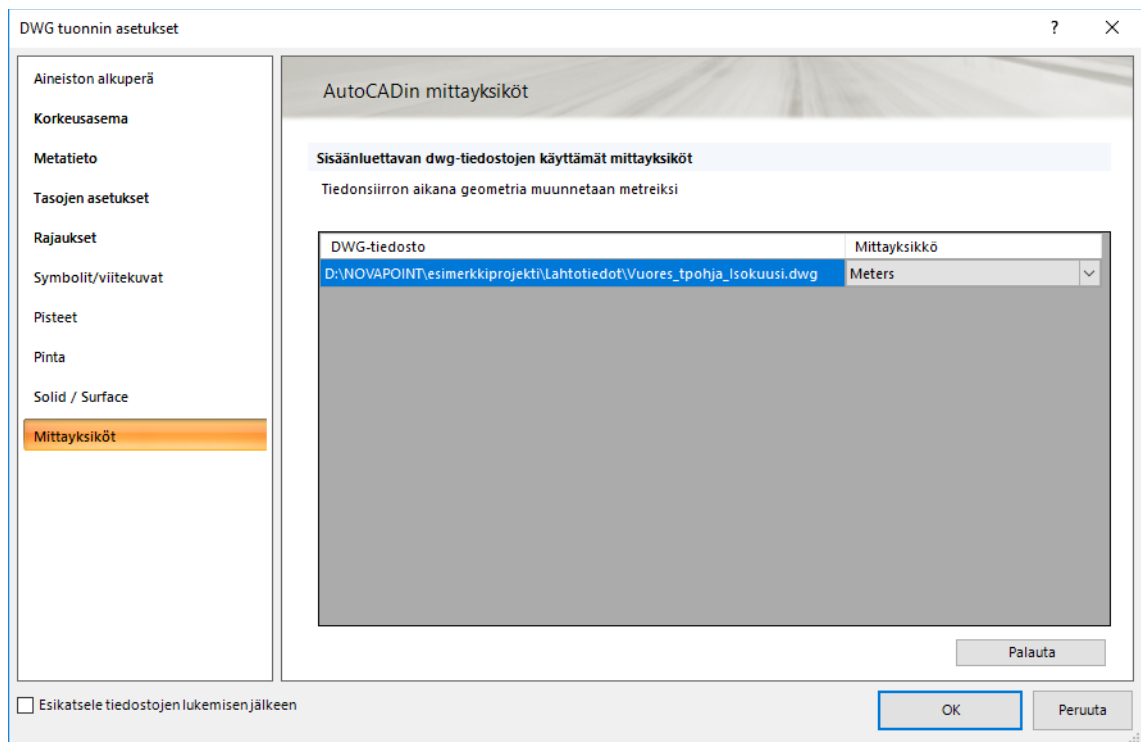 DWG tuonnin asetukset
?
Aineiston alkuperä
Korkeusasema
Metatieto
Tasojen asetukset
Rajaukset
Symbolit/viitekuvat
Pisteet
Pinta
Solid / Surface
Mittayksiköt
AutoCADin mittayksiköt
Sisäänluettavan dwg-tiedostojen käyttämät mittayksiköt
Tiedonsiirron aikana geometria muunnetaan metreiksi
DWG-tiedosto Mittayksikkö
D:\NOVAPOINT\esimerkkiprojekti\Lahtotiedot\Vuores_tpohja_Isokuusi.dwg Meters
Palauta
Esikatsele tiedostojen lukemisen jälkeen
OK Peruuta